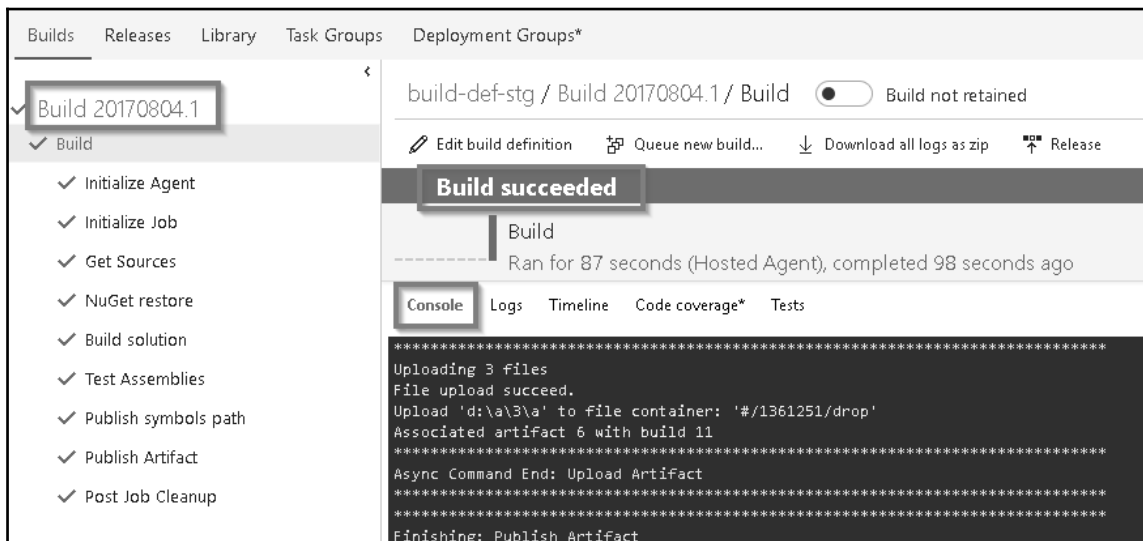 Builds Releases Library Task Groups Deployment Groups*
Build 20170804.1
Build
Initialize Agent
Initialize Job
Get Sources
NuGet restore
Build solution
Test Assemblies
Publish symbols path
Publish Artifact
Post Job Cleanup
build-def-stg / Build 20170804.1 / Build Build not retained
Edit build definition Queue new build... Download all logs as zip Release
Build succeeded
Build
Ran for 87 seconds (Hosted Agent), completed 98 seconds ago
Console Logs Timeline Code coverage* Tests
******************************************************************************
Uploading 3 files
File upload succeed.
Upload 'd:\a\3\a' to file container: '#/1361251/drop'
Associated artifact 6 with build 11
******************************************************************************
Async Command End: Upload Artifact
******************************************************************************
******************************************************************************
Finishing: Publish Artifact